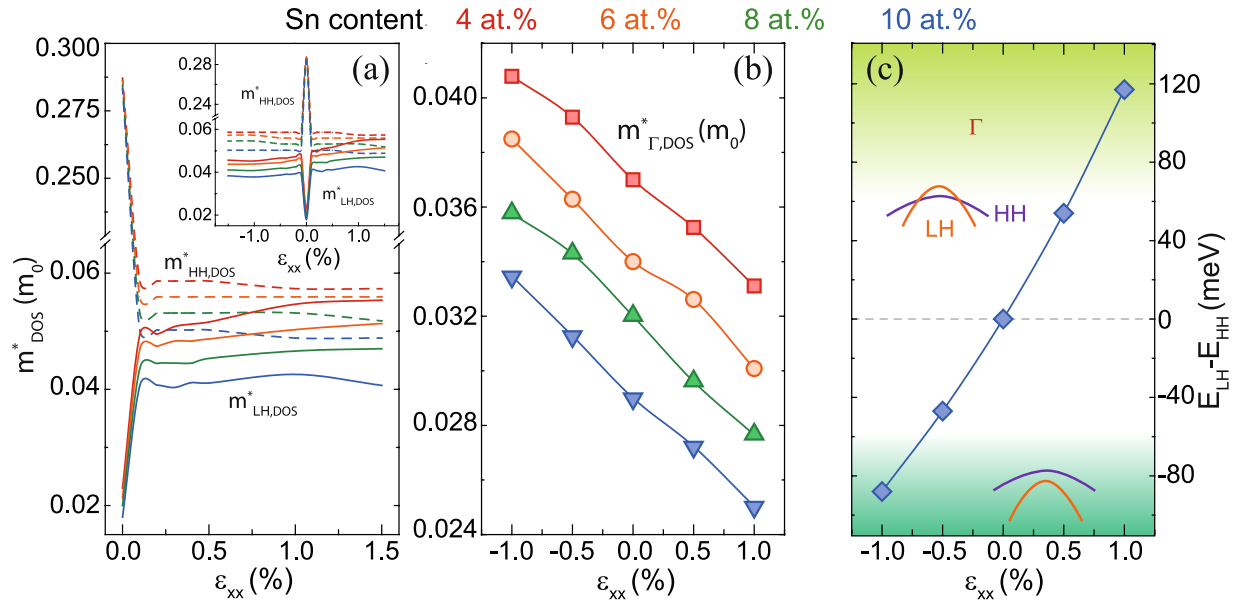 Sn content 4 at.% 6 at.% 8 at.% 10 at.%
(a)
0.300
0.275
0.250
0.06
0.04
0.02
m*DOS (m0)
0.0 0.5 1.0 1.5
εxx (%)
m*HH,DOS
m*LH,DOS
0.28
0.24
0.06
0.04
0.02
m*HH,DOS
m*LH,DOS
-1.0 0.0 1.0
εxx (%)
(b)
m*Γ,DOS (m0)
0.040
0.036
0.032
0.028
0.024
-1.0 -0.5 0.0 0.5 1.0
εxx (%)
(c)
Γ
HH
LH
120
80
40
0
-40
-80
ELH-EHH (meV)
-1.0 -0.5 0.0 0.5 1.0
εxx (%)